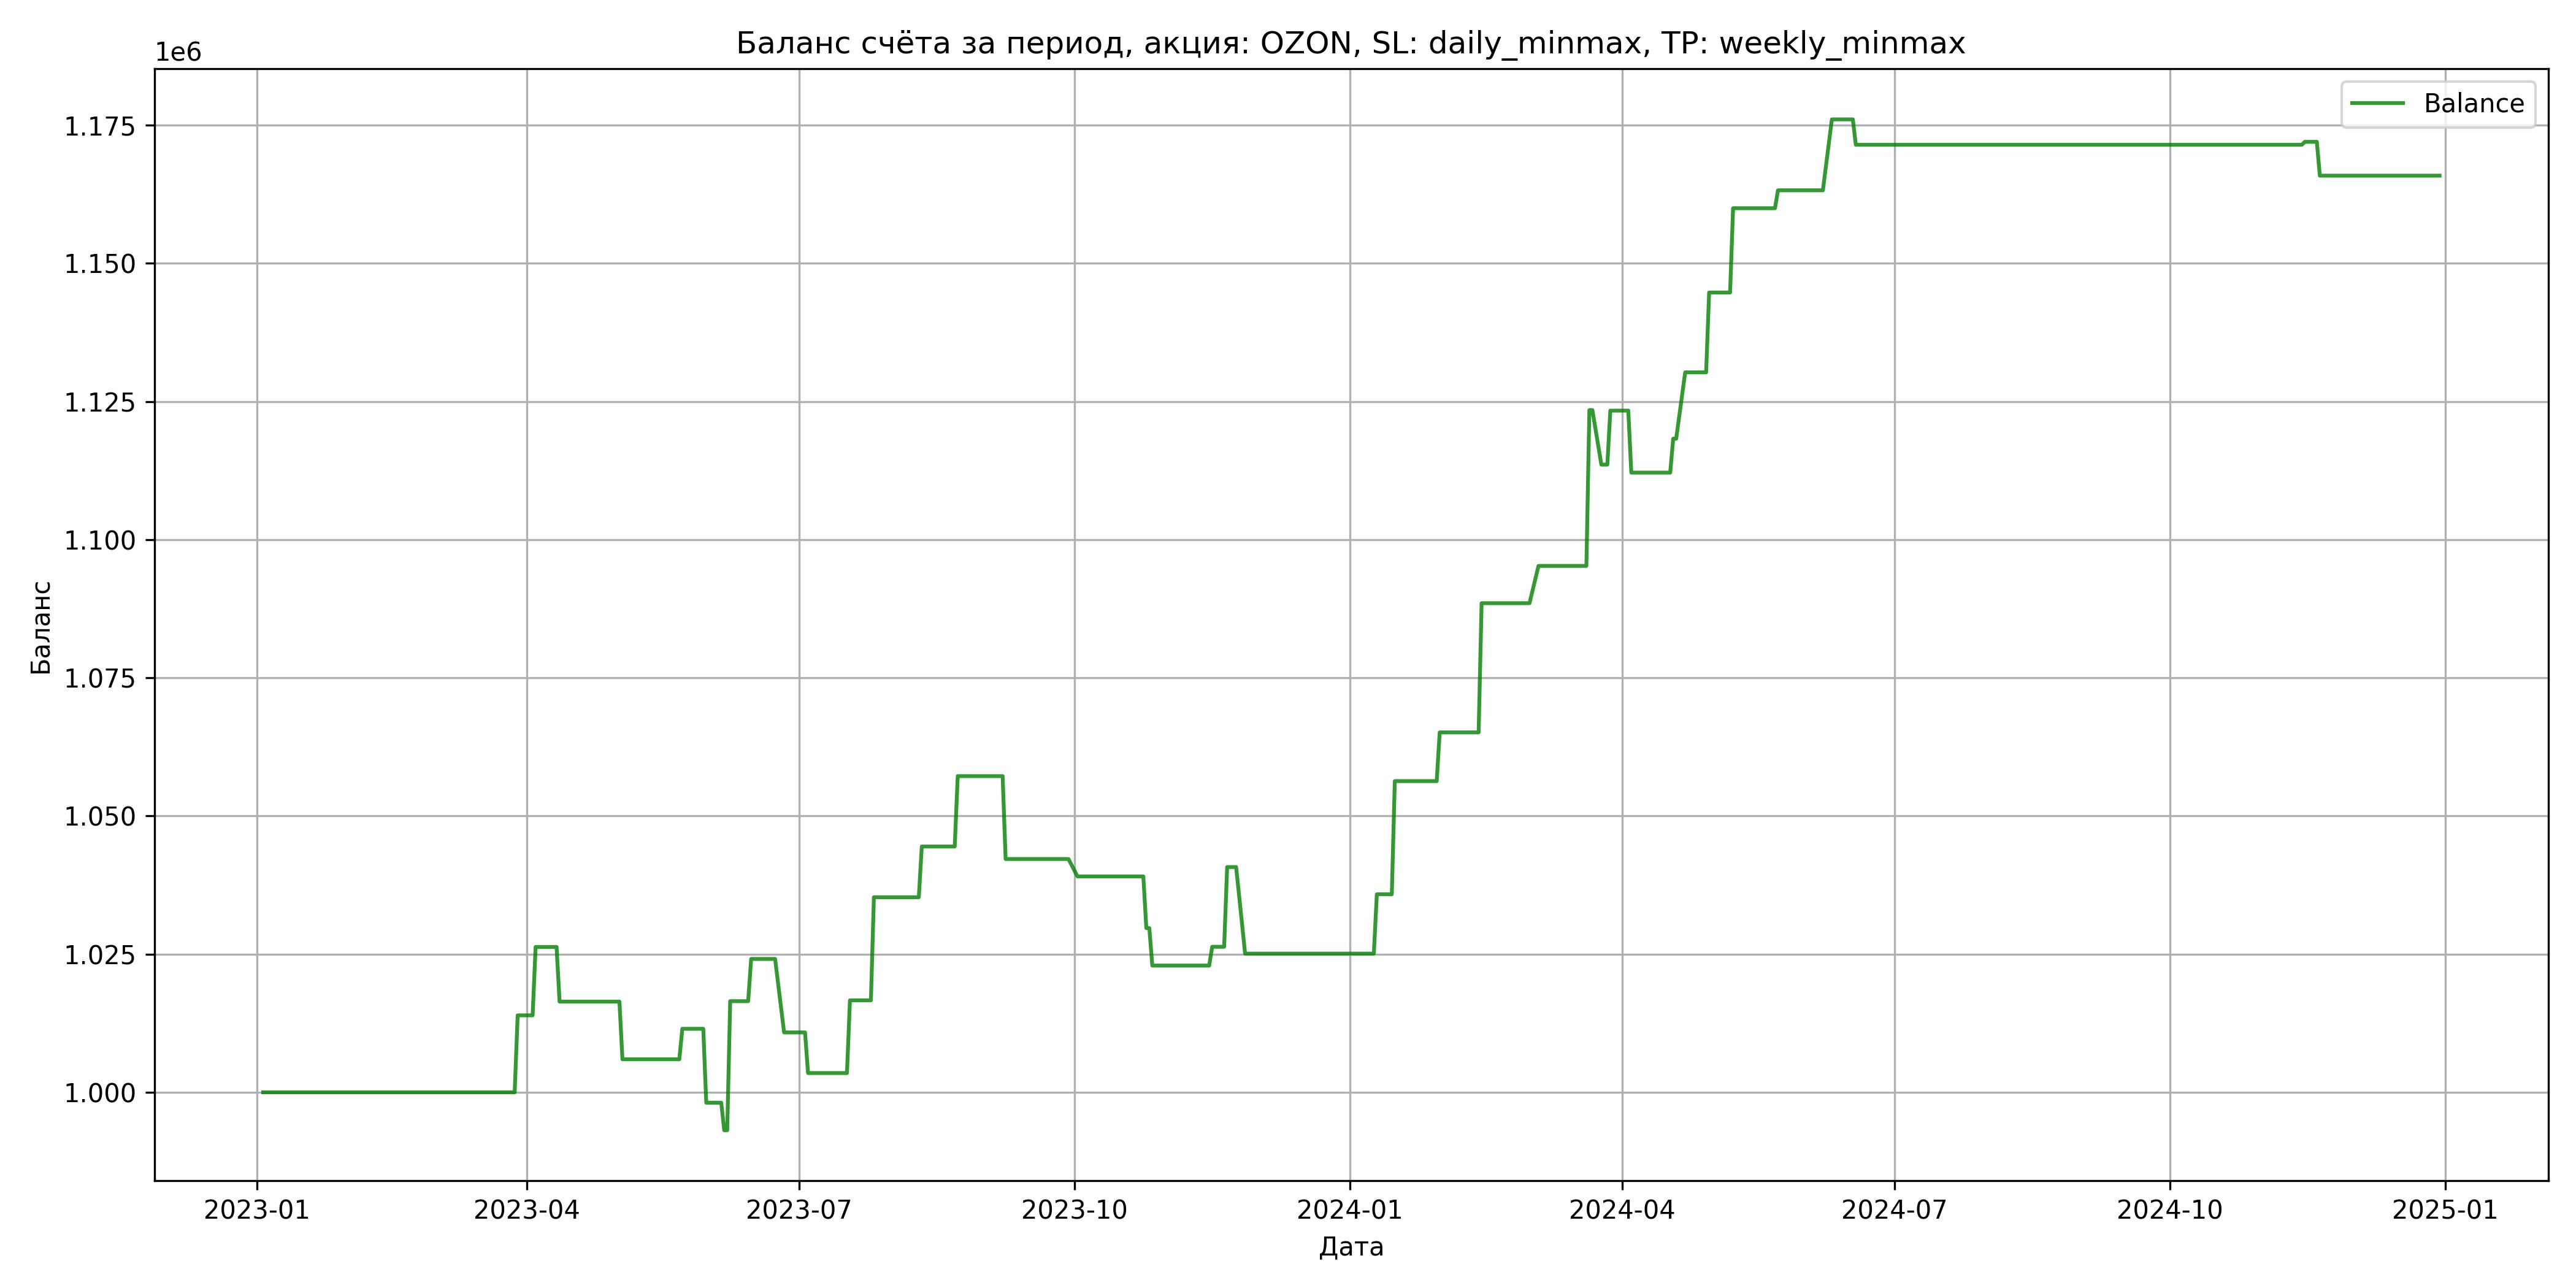 Баланс счёта за период, акция: OZON, SL: daily_minmax, TP: weekly_minmax
1e6
Balance
1.175
1.150
1.125
1.100
1.075
1.050
1.025
1.000
Баланс
2023-01 2023-04 2023-07 2023-10 2024-01 2024-04 2024-07 2024-10 2025-01
Дата